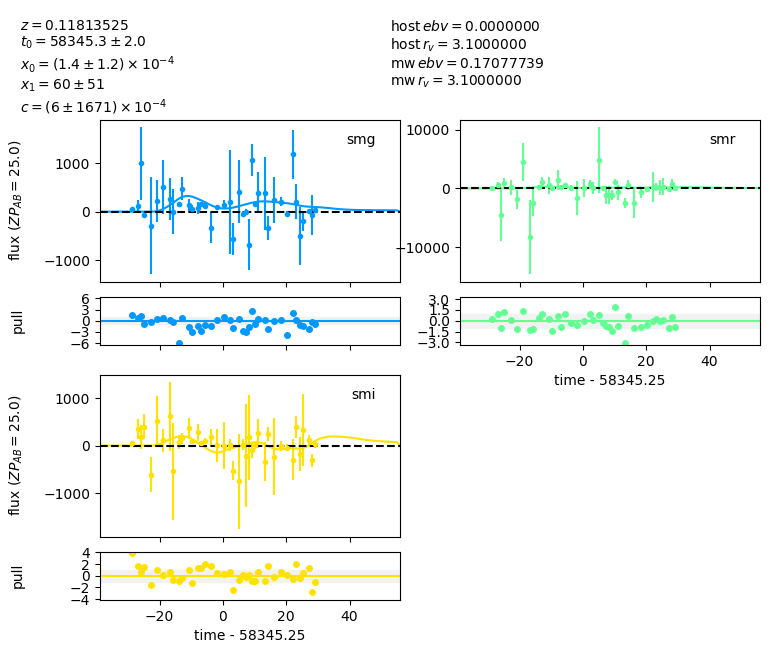 z = 0.11813525
t₀ = 58345.3 ± 2.0
x₀ = (1.4 ± 1.2) × 10⁻⁴
x₁ = 60 ± 51
c = (6 ± 1671) × 10⁻⁴
host ebv = 0.0000000
host r_v = 3.1000000
mw ebv = 0.17077739
mw r_v = 3.1000000
flux (ZP_AB = 25.0)
1000
0
−1000
smg
10000
0
−10000
smr
pull
6
3
0
−3
−6
3.0
1.5
0.0
−1.5
−3.0
−20
0
20
40
time - 58345.25
flux (ZP_AB = 25.0)
1000
0
−1000
smi
pull
4
2
0
−2
−4
−20
0
20
40
time - 58345.25